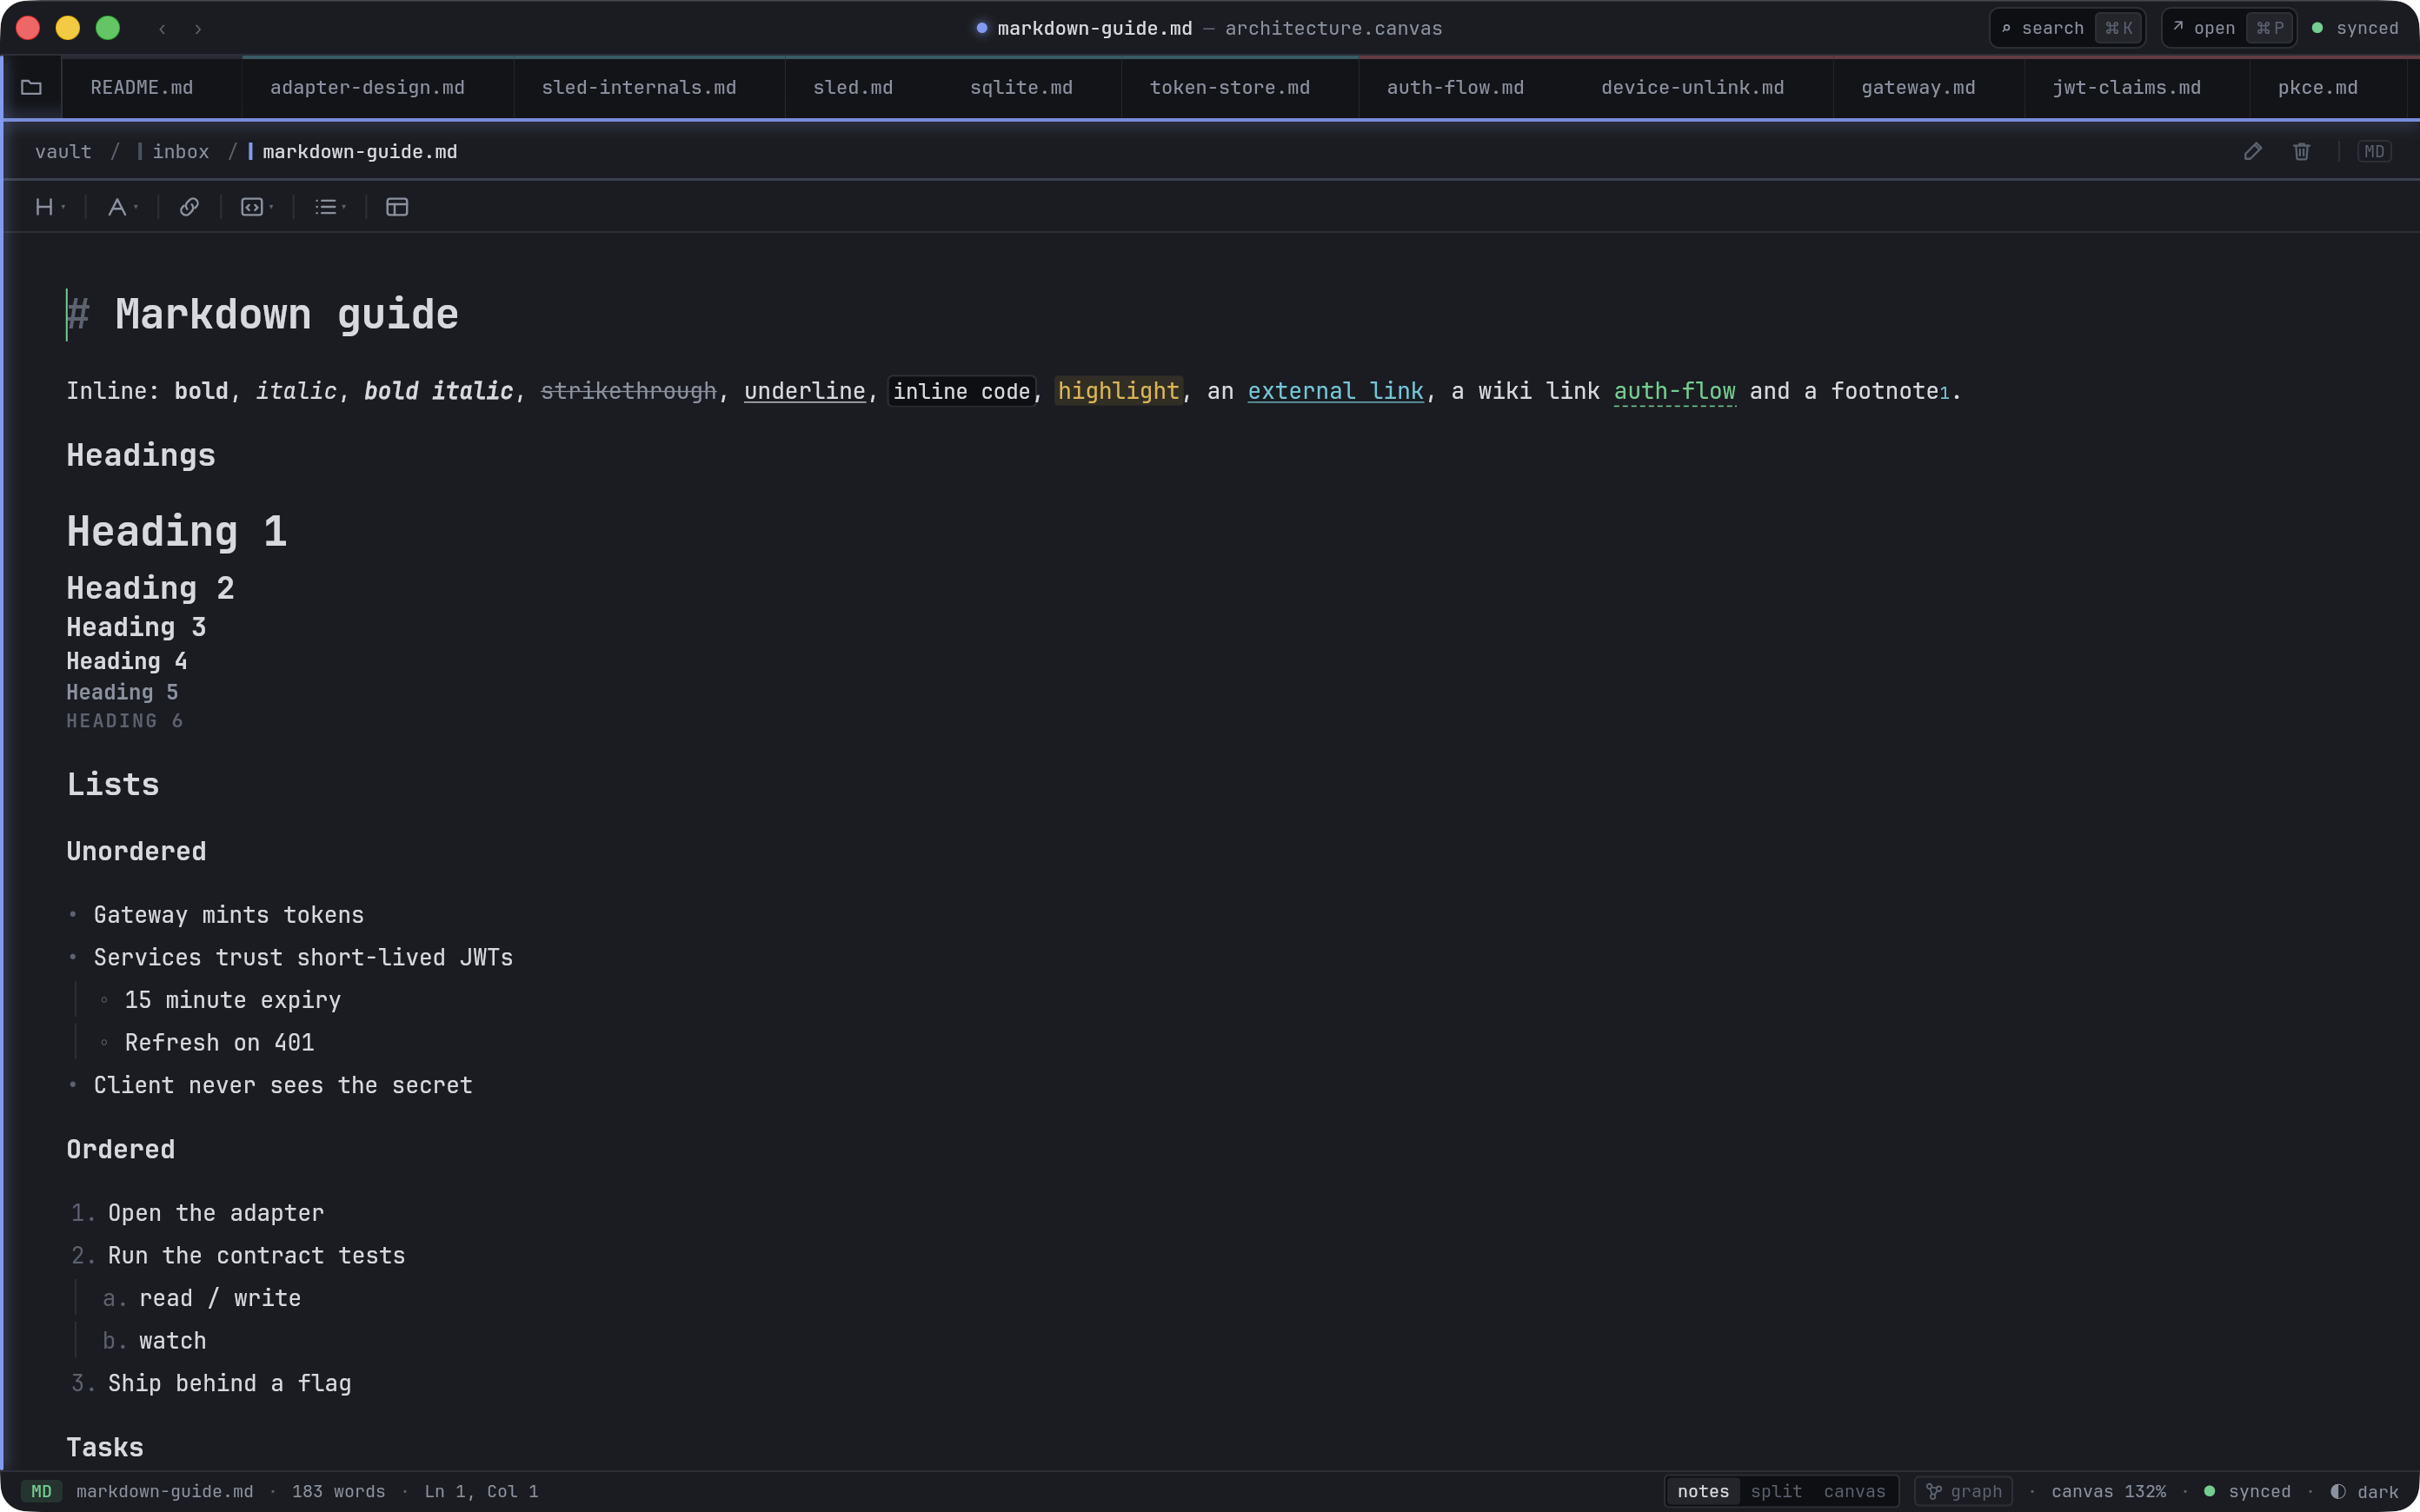 ‹ ›
markdown-guide.md — architecture.canvas
search ⌘K
open ⌘P
synced
README.md
adapter-design.md
sled-internals.md
sled.md
sqlite.md
token-store.md
auth-flow.md
device-unlink.md
gateway.md
jwt-claims.md
pkce.md
vault / inbox / markdown-guide.md
MD
# Markdown guide
Inline: bold, italic, bold italic, strikethrough, underline, inline code, highlight, an external link, a wiki link auth-flow and a footnote1.
Headings
Heading 1
Heading 2
Heading 3
Heading 4
Heading 5
HEADING 6
Lists
Unordered
• Gateway mints tokens
• Services trust short-lived JWTs
◦ 15 minute expiry
◦ Refresh on 401
• Client never sees the secret
Ordered
1. Open the adapter
2. Run the contract tests
a. read / write
b. watch
3. Ship behind a flag
Tasks
MD markdown-guide.md · 183 words · Ln 1, Col 1
notes split canvas graph · canvas 132% · synced · dark